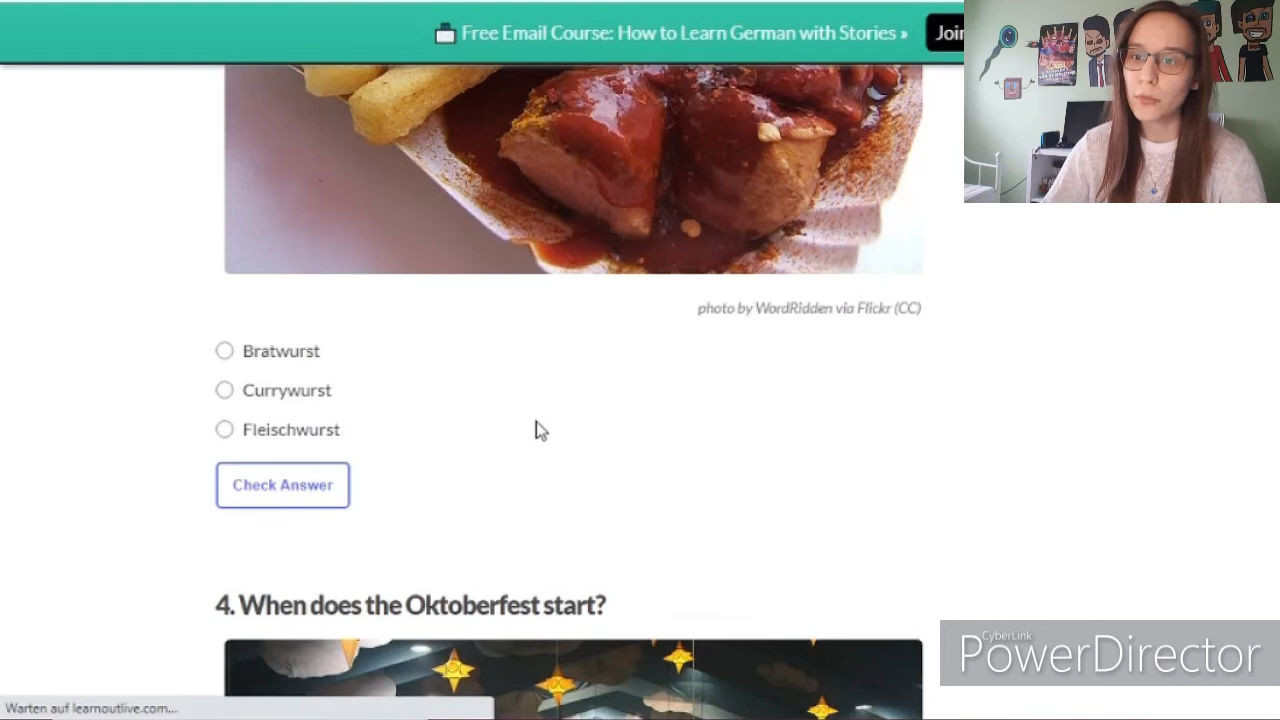 Free Email Course: How to Learn German with Stories »
Join
photo by WordRidden via Flickr (CC)
Bratwurst
Currywurst
Fleischwurst
Check Answer
4. When does the Oktoberfest start?
CyberLink
PowerDirector
Warten auf learnoutlive.com...